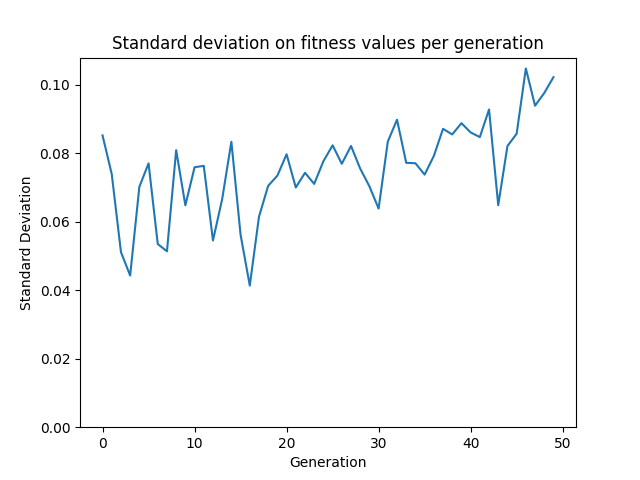 Standard deviation on fitness values per generation
0.10
0.08
0.06
0.04
0.02
0.00
Standard Deviation
0 10 20 30 40 50
Generation